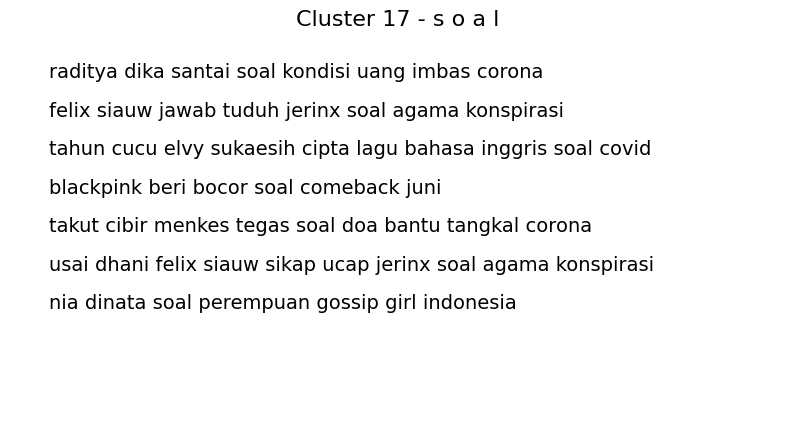 Cluster 17 - s o a l
raditya dika santai soal kondisi uang imbas corona
felix siauw jawab tuduh jerinx soal agama konspirasi
tahun cucu elvy sukaesih cipta lagu bahasa inggris soal covid
blackpink beri bocor soal comeback juni
takut cibir menkes tegas soal doa bantu tangkal corona
usai dhani felix siauw sikap ucap jerinx soal agama konspirasi
nia dinata soal perempuan gossip girl indonesia